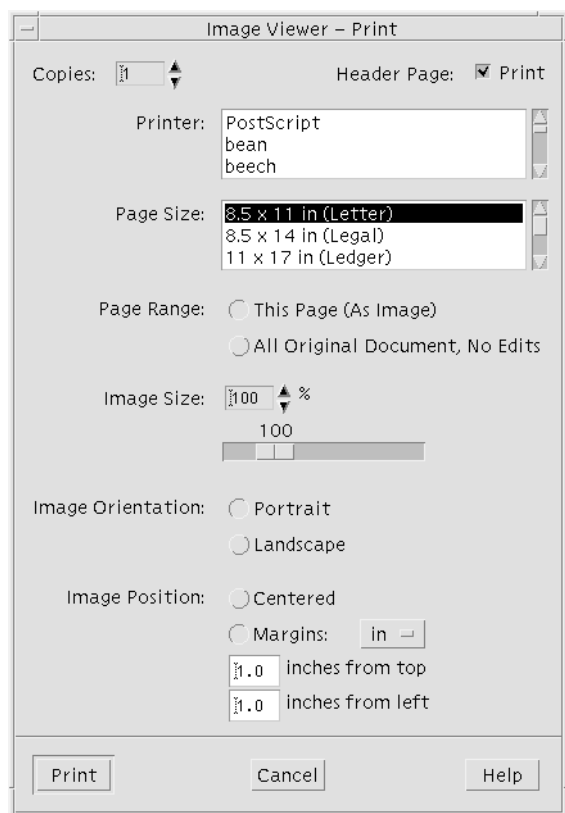 Image Viewer – Print
Copies: 1
Header Page: Print
Printer: PostScript
bean
beech
Page Size: 8.5 x 11 in (Letter)
8.5 x 14 in (Legal)
11 x 17 in (Ledger)
Page Range: This Page (As Image)
All Original Document, No Edits
Image Size: 100 %
100
Image Orientation: Portrait
Landscape
Image Position: Centered
Margins: in
1.0 inches from top
1.0 inches from left
Print Cancel Help